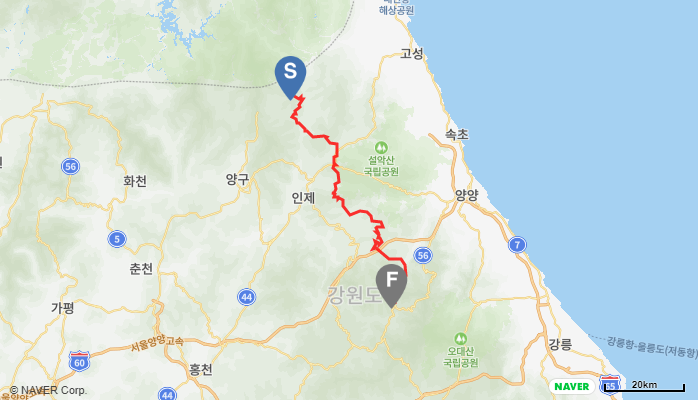 해상공원
고성
S
속초
설악산
국립공원
56
화천
양구
인제
양양
5
춘천
7
56
F
44
강원도
가평
서울양양고속
오대산
국립공원
강릉
강릉항-울릉도(저동항)
60
홍천
44
65
NAVER
20km
© NAVER Corp.